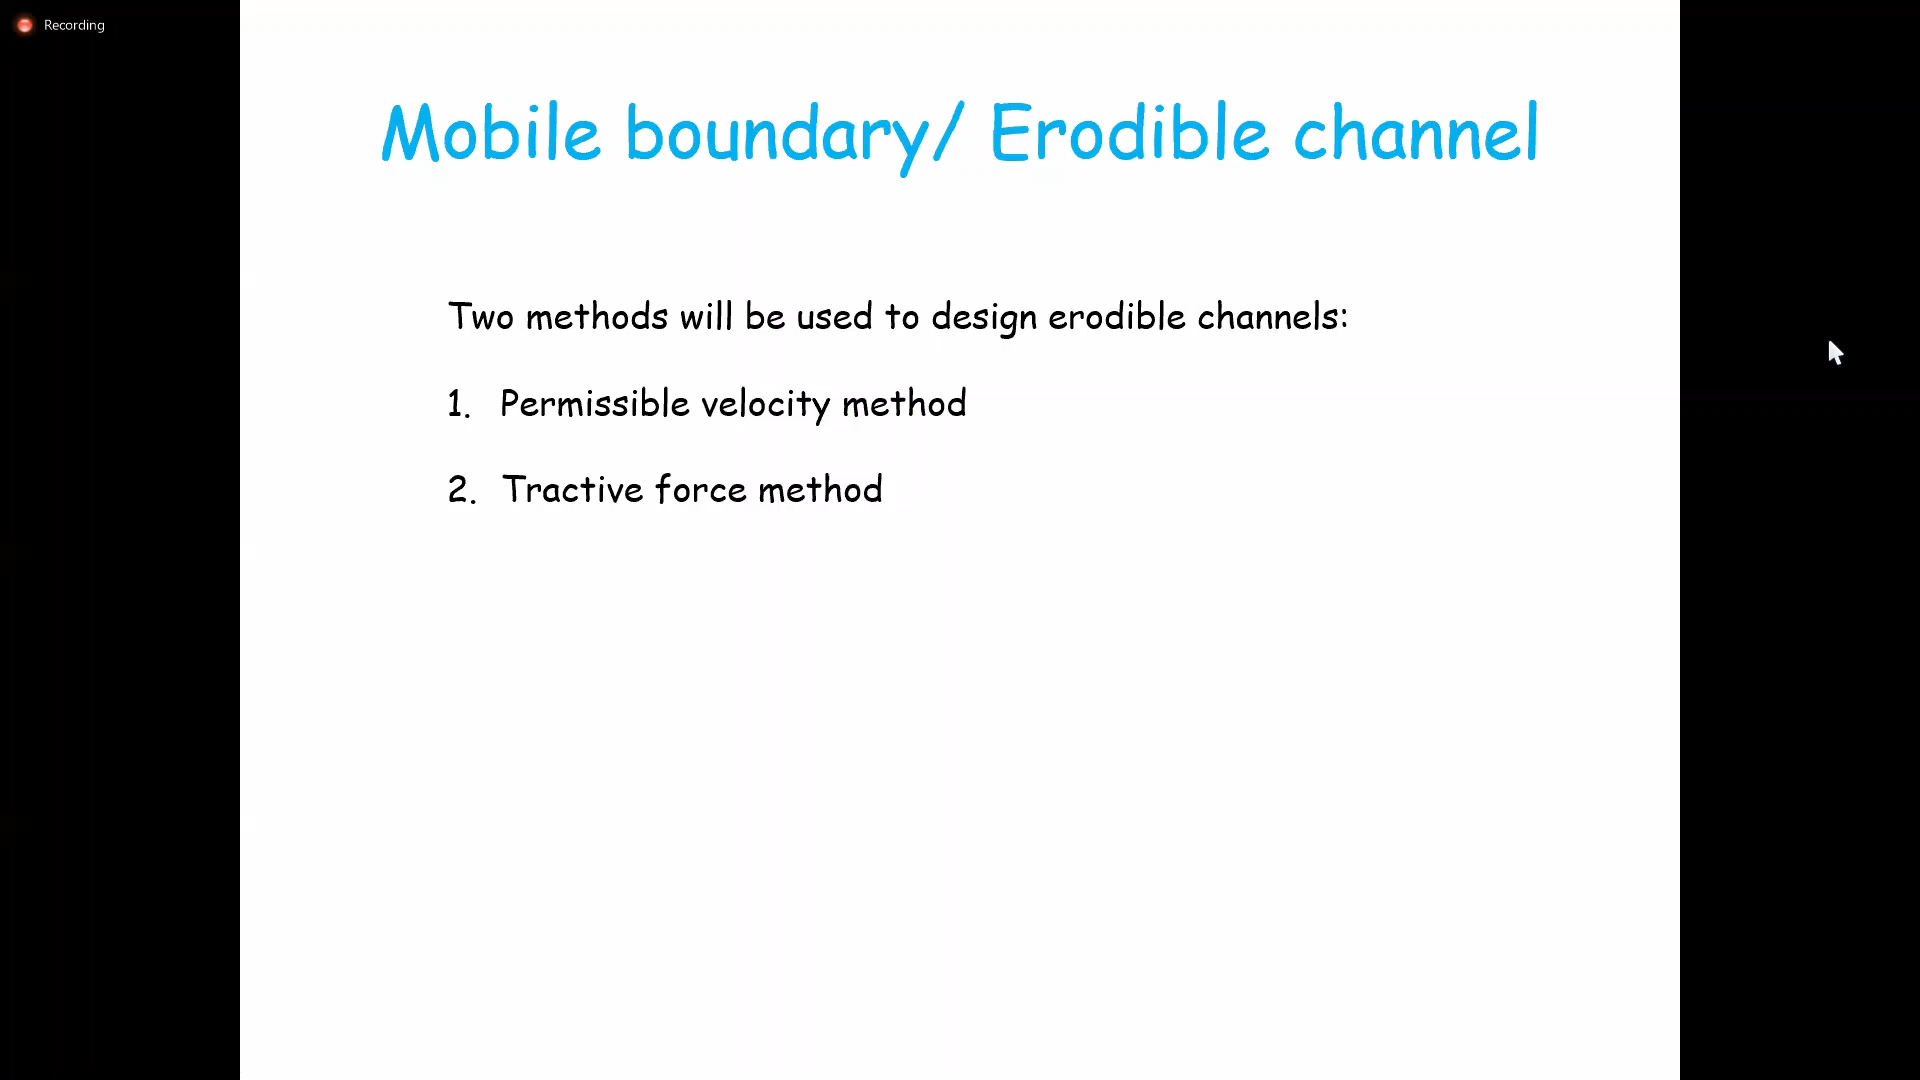 Recording
Mobile boundary/ Erodible channel
Two methods will be used to design erodible channels:
1. Permissible velocity method
2. Tractive force method